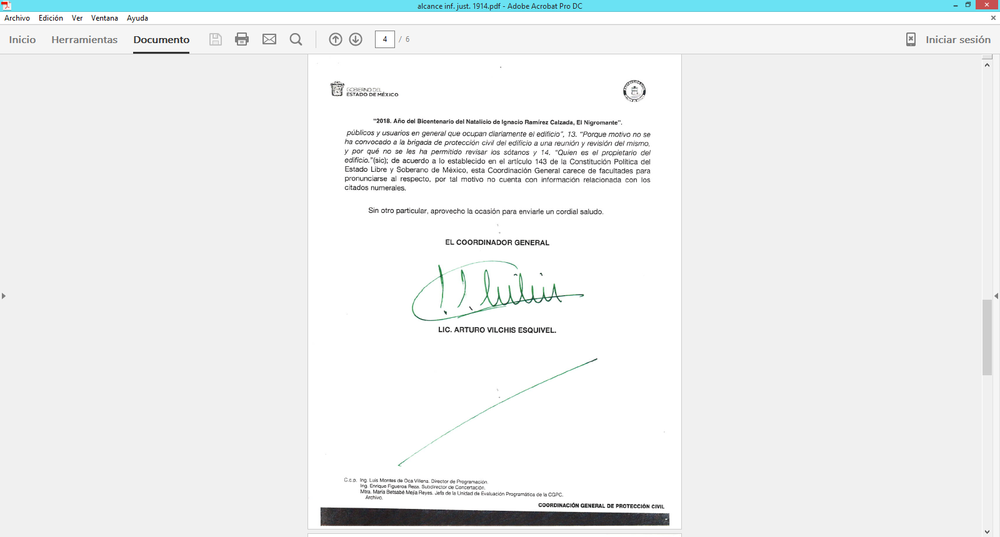 alcance inf. just. 1914.pdf - Adobe Acrobat Pro DC
Archivo Edición Ver Ventana Ayuda
Inicio Herramientas Documento 4 / 6 Iniciar sesión
GOBIERNO DEL
ESTADO DE MÉXICO
“2018. Año del Bicentenario del Natalicio de Ignacio Ramírez Calzada, El Nigromante”.
públicos y usuarios en general que ocupan diariamente el edificio”, 13. “Porque motivo no se
ha convocado a la brigada de protección civil del edificio a una reunión y revisión del mismo,
y por qué no se les ha permitido revisar los sótanos y 14. “Quien es el propietario del
edificio.”(sic); de acuerdo a lo establecido en el artículo 143 de la Constitución Política del
Estado Libre y Soberano de México, esta Coordinación General carece de facultades para
pronunciarse al respecto, por tal motivo no cuenta con información relacionada con los
citados numerales.
Sin otro particular, aprovecho la ocasión para enviarle un cordial saludo.
EL COORDINADOR GENERAL
LIC. ARTURO VILCHIS ESQUIVEL.
C.c.p. Ing. Luis Montes de Oca Villena. Director de Programación.
Ing. Enrique Figueroa Reza. Subdirector de Concertación.
Mtra. María Betsabé Mejía Reyes. Jefa de la Unidad de Evaluación Programática de la CGPC.
Archivo.
COORDINACIÓN GENERAL DE PROTECCIÓN CIVIL